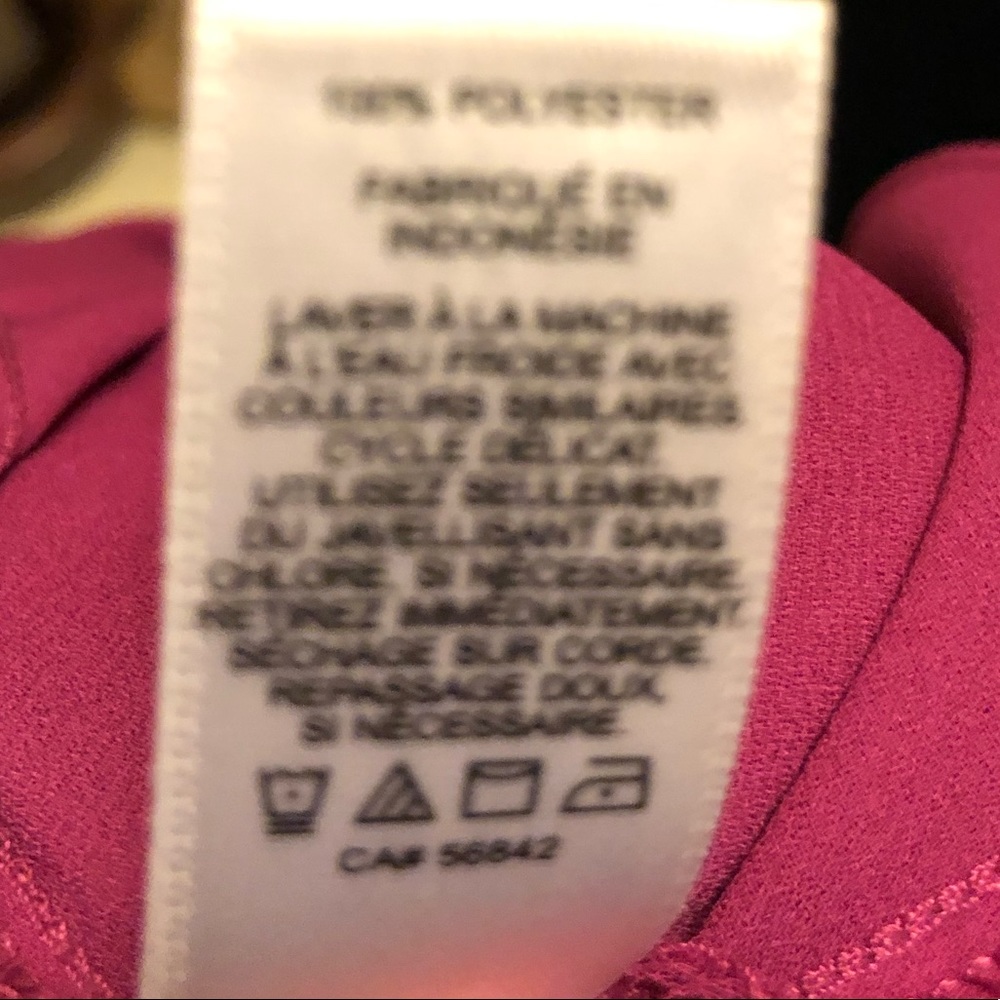 100% POLYESTER
FABRIQUÉ EN
INDONÉSIE
LAVER À LA MACHINE
À L'EAU FROIDE AVEC
COULEURS SIMILAIRES
CYCLE DÉLICAT.
UTILISEZ SEULEMENT
DU JAVELLISANT SANS
CHLORE, SI NÉCESSAIRE.
RETIREZ IMMÉDIATEMENT.
SÉCHAGE SUR CORDE.
REPASSAGE DOUX,
SI NÉCESSAIRE.
CA# 56842